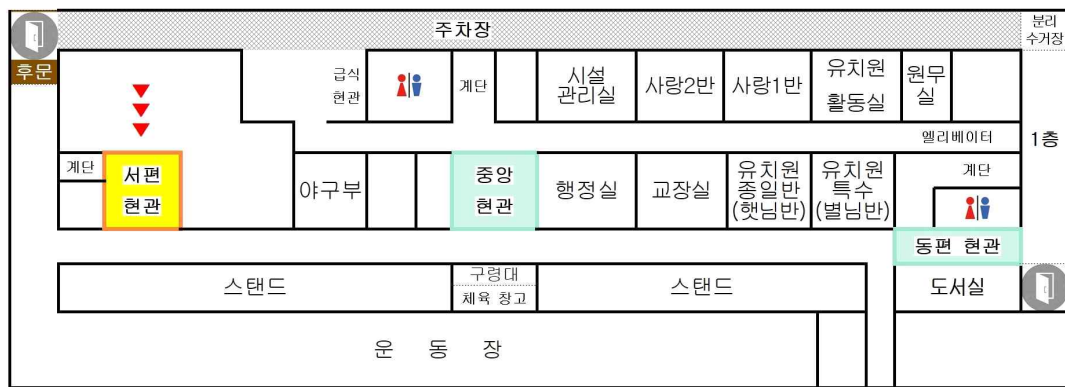 주차장
분리
수거장
후문
급식
현관
계단
시설
관리실
사랑2반
사랑1반
유치원
활동실
원무
실
엘리베이터
1층
계단
서편
현관
야구부
중앙
현관
행정실
교장실
유치원
종일반
(햇님반)
유치원
특수
(별님반)
계단
동편 현관
스탠드
구령대
체육 창고
스탠드
도서실
운 동 장